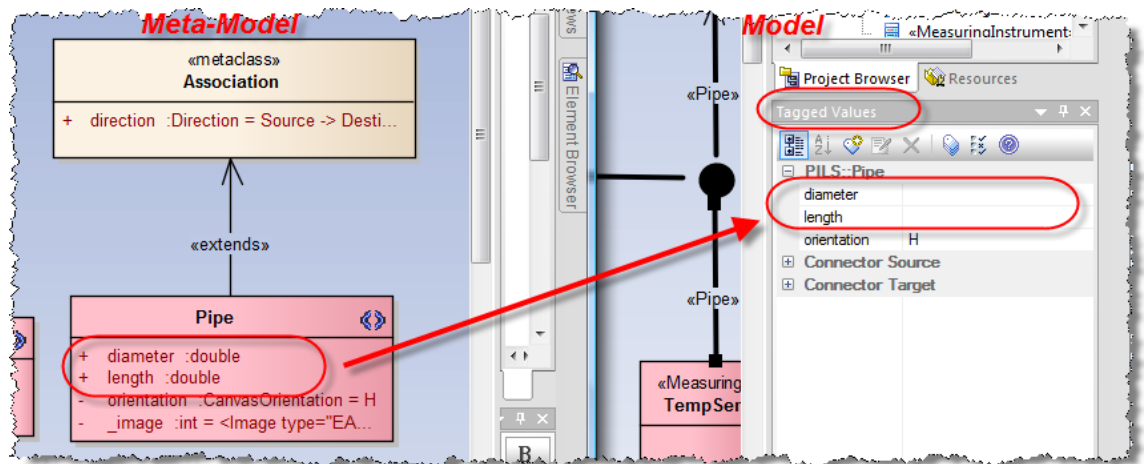 Meta-Model
«metaclass»
Association
+ direction :Direction = Source -> Desti...
«extends»
Pipe
+ diameter :double
+ length :double
- orientation :CanvasOrientation = H
- _image :int = <Image type="EA...
Element Browser
B
«Pipe»
«Pipe»
«Measuring
TempSer
Model
«MeasuringInstrument»
Project Browser
Resources
Tagged Values
PILS::Pipe
diameter
length
orientation H
Connector Source
Connector Target